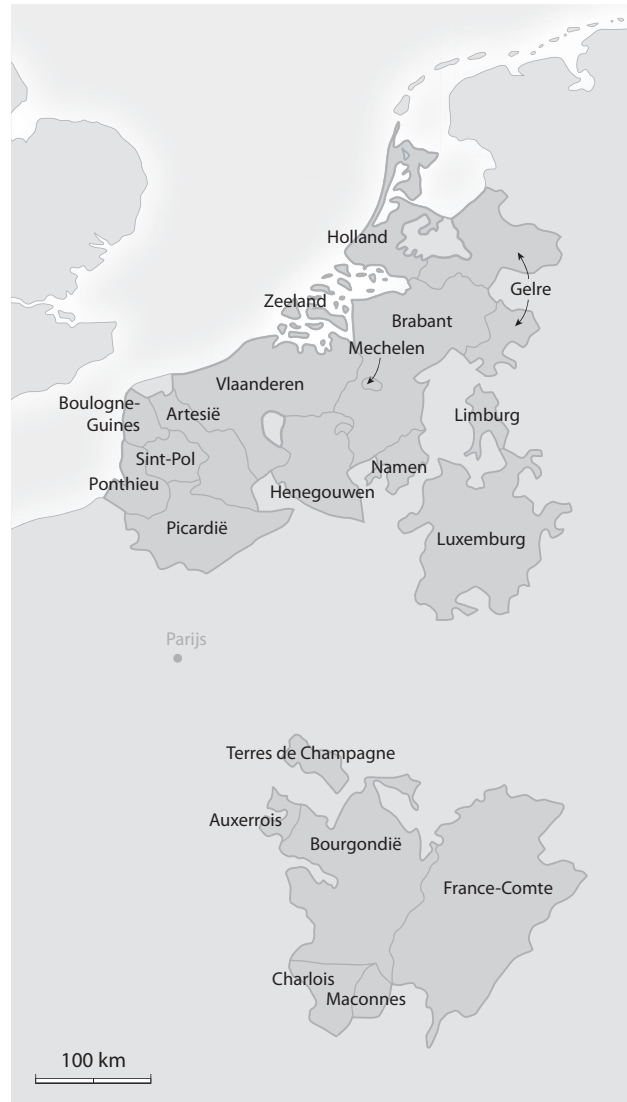 Holland
Gelre
Zeeland
Brabant
Mechelen
Vlaanderen
Boulogne-
Guines
Artesië
Limburg
Sint-Pol
Namen
Ponthieu
Henegouwen
Picardië
Luxemburg
Parijs
Terres de Champagne
Auxerrois
Bourgondië
France-Comte
Charlois
Maconnes
100 km